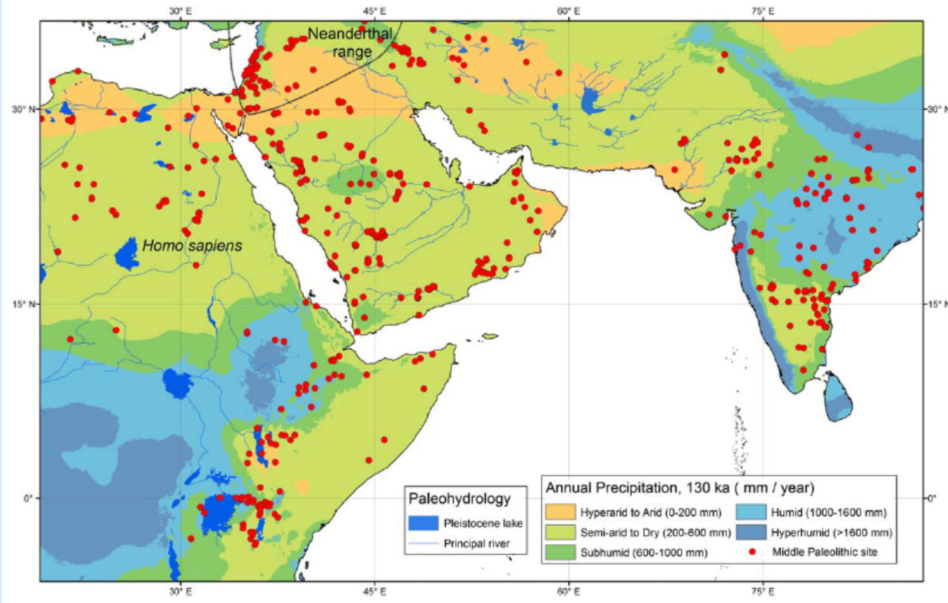 30° E 45° E 60° E 75° E
Neanderthal
range
30° N 30° N
Homo sapiens
15° N 15° N
0° 0°
Paleohydrology
Pleistocene lake
Principal river
Annual Precipitation, 130 ka ( mm / year)
Hyperarid to Arid (0-200 mm) Humid (1000-1600 mm)
Semi-arid to Dry (200-600 mm) Hyperhumid (>1600 mm)
Subhumid (600-1000 mm) Middle Paleolithic site
30° E 45° E 60° E 75° E